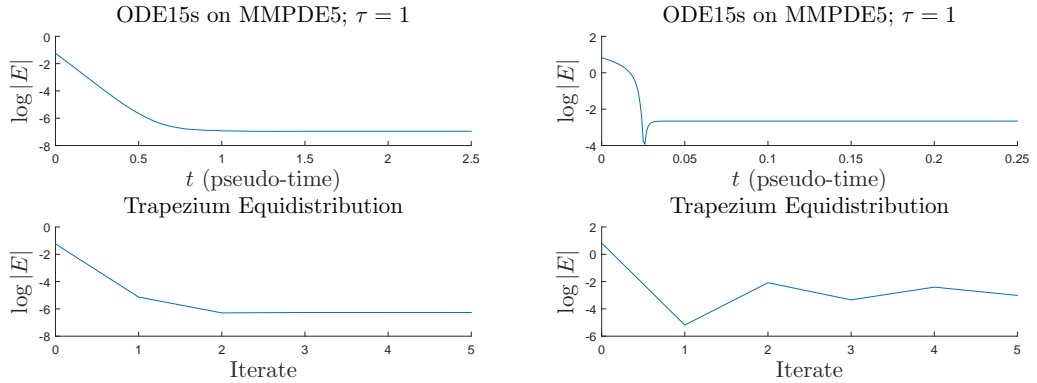 ODE15s on MMPDE5; τ = 1
0
-2
-4
-6
-8
log |E|
0 0.5 1 1.5 2 2.5
t (pseudo-time)
ODE15s on MMPDE5; τ = 1
2
0
-2
-4
log |E|
0 0.05 0.1 0.15 0.2 0.25
t (pseudo-time)
Trapezium Equidistribution
0
-2
-4
-6
-8
log |E|
0 1 2 3 4 5
Iterate
Trapezium Equidistribution
2
0
-2
-4
-6
log |E|
0 1 2 3 4 5
Iterate